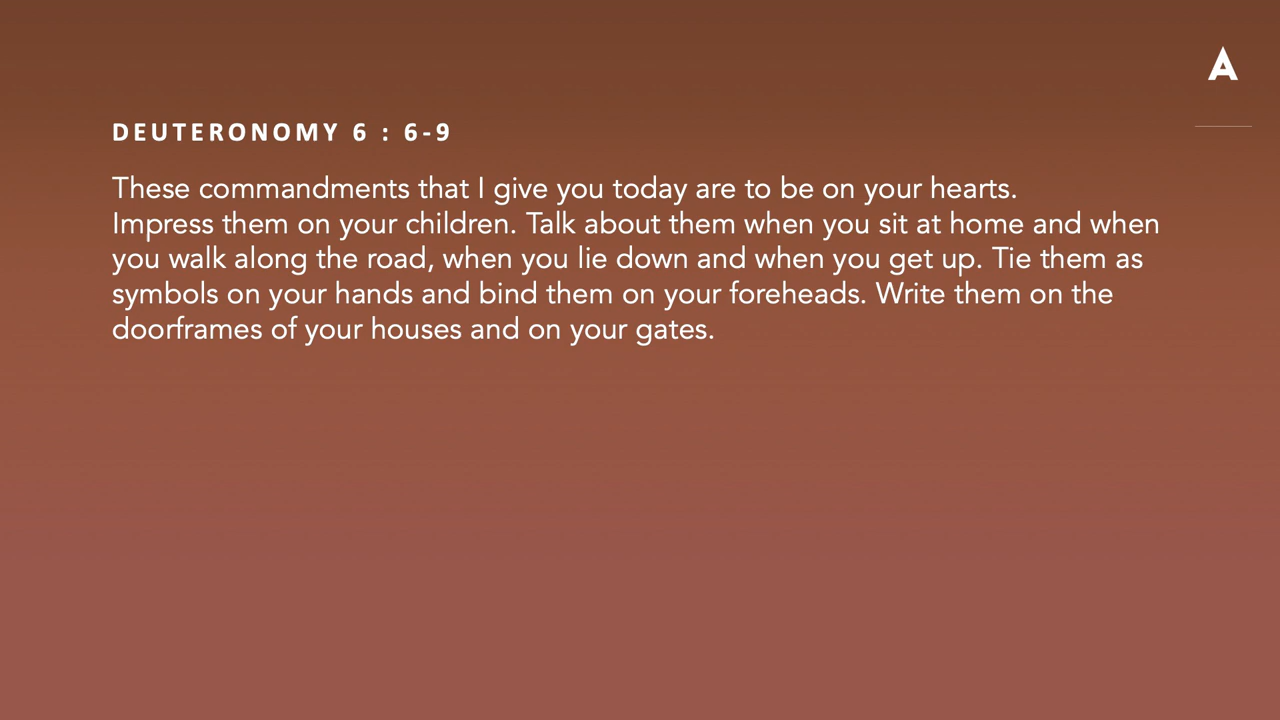 A
DEUTERONOMY 6 : 6-9
These commandments that I give you today are to be on your hearts.
Impress them on your children. Talk about them when you sit at home and when
you walk along the road, when you lie down and when you get up. Tie them as
symbols on your hands and bind them on your foreheads. Write them on the
doorframes of your houses and on your gates.